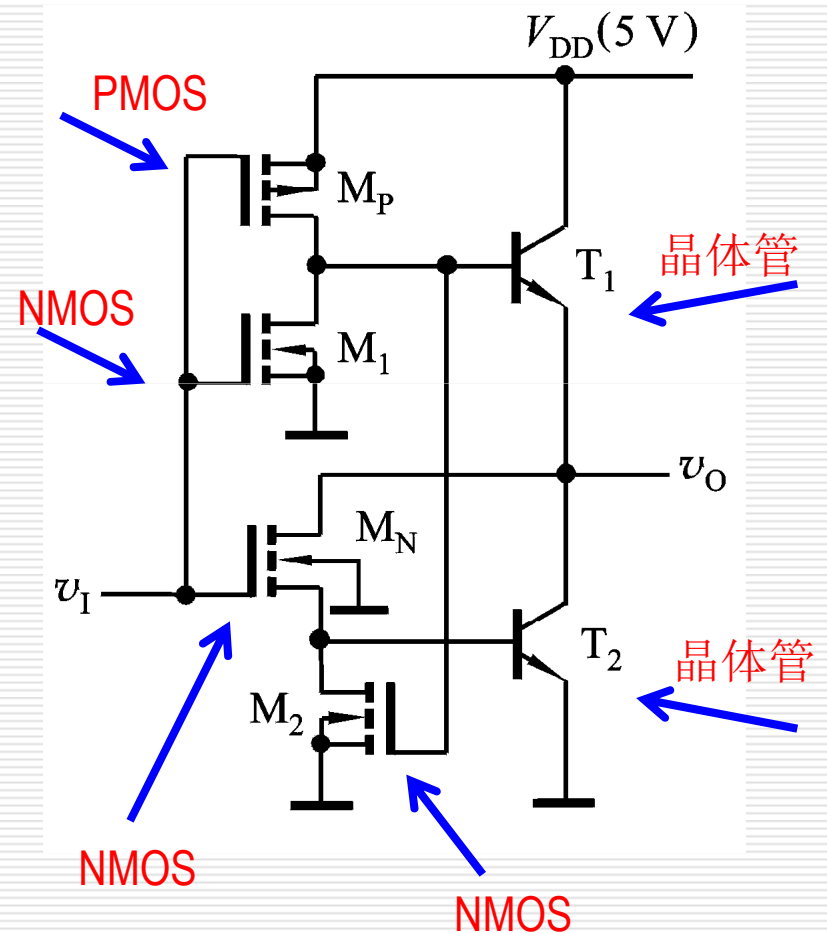 V_DD(5 V)
PMOS
M_P
晶体管
T_1
NMOS
M_1
v_O
M_N
v_I
T_2
晶体管
M_2
NMOS
NMOS